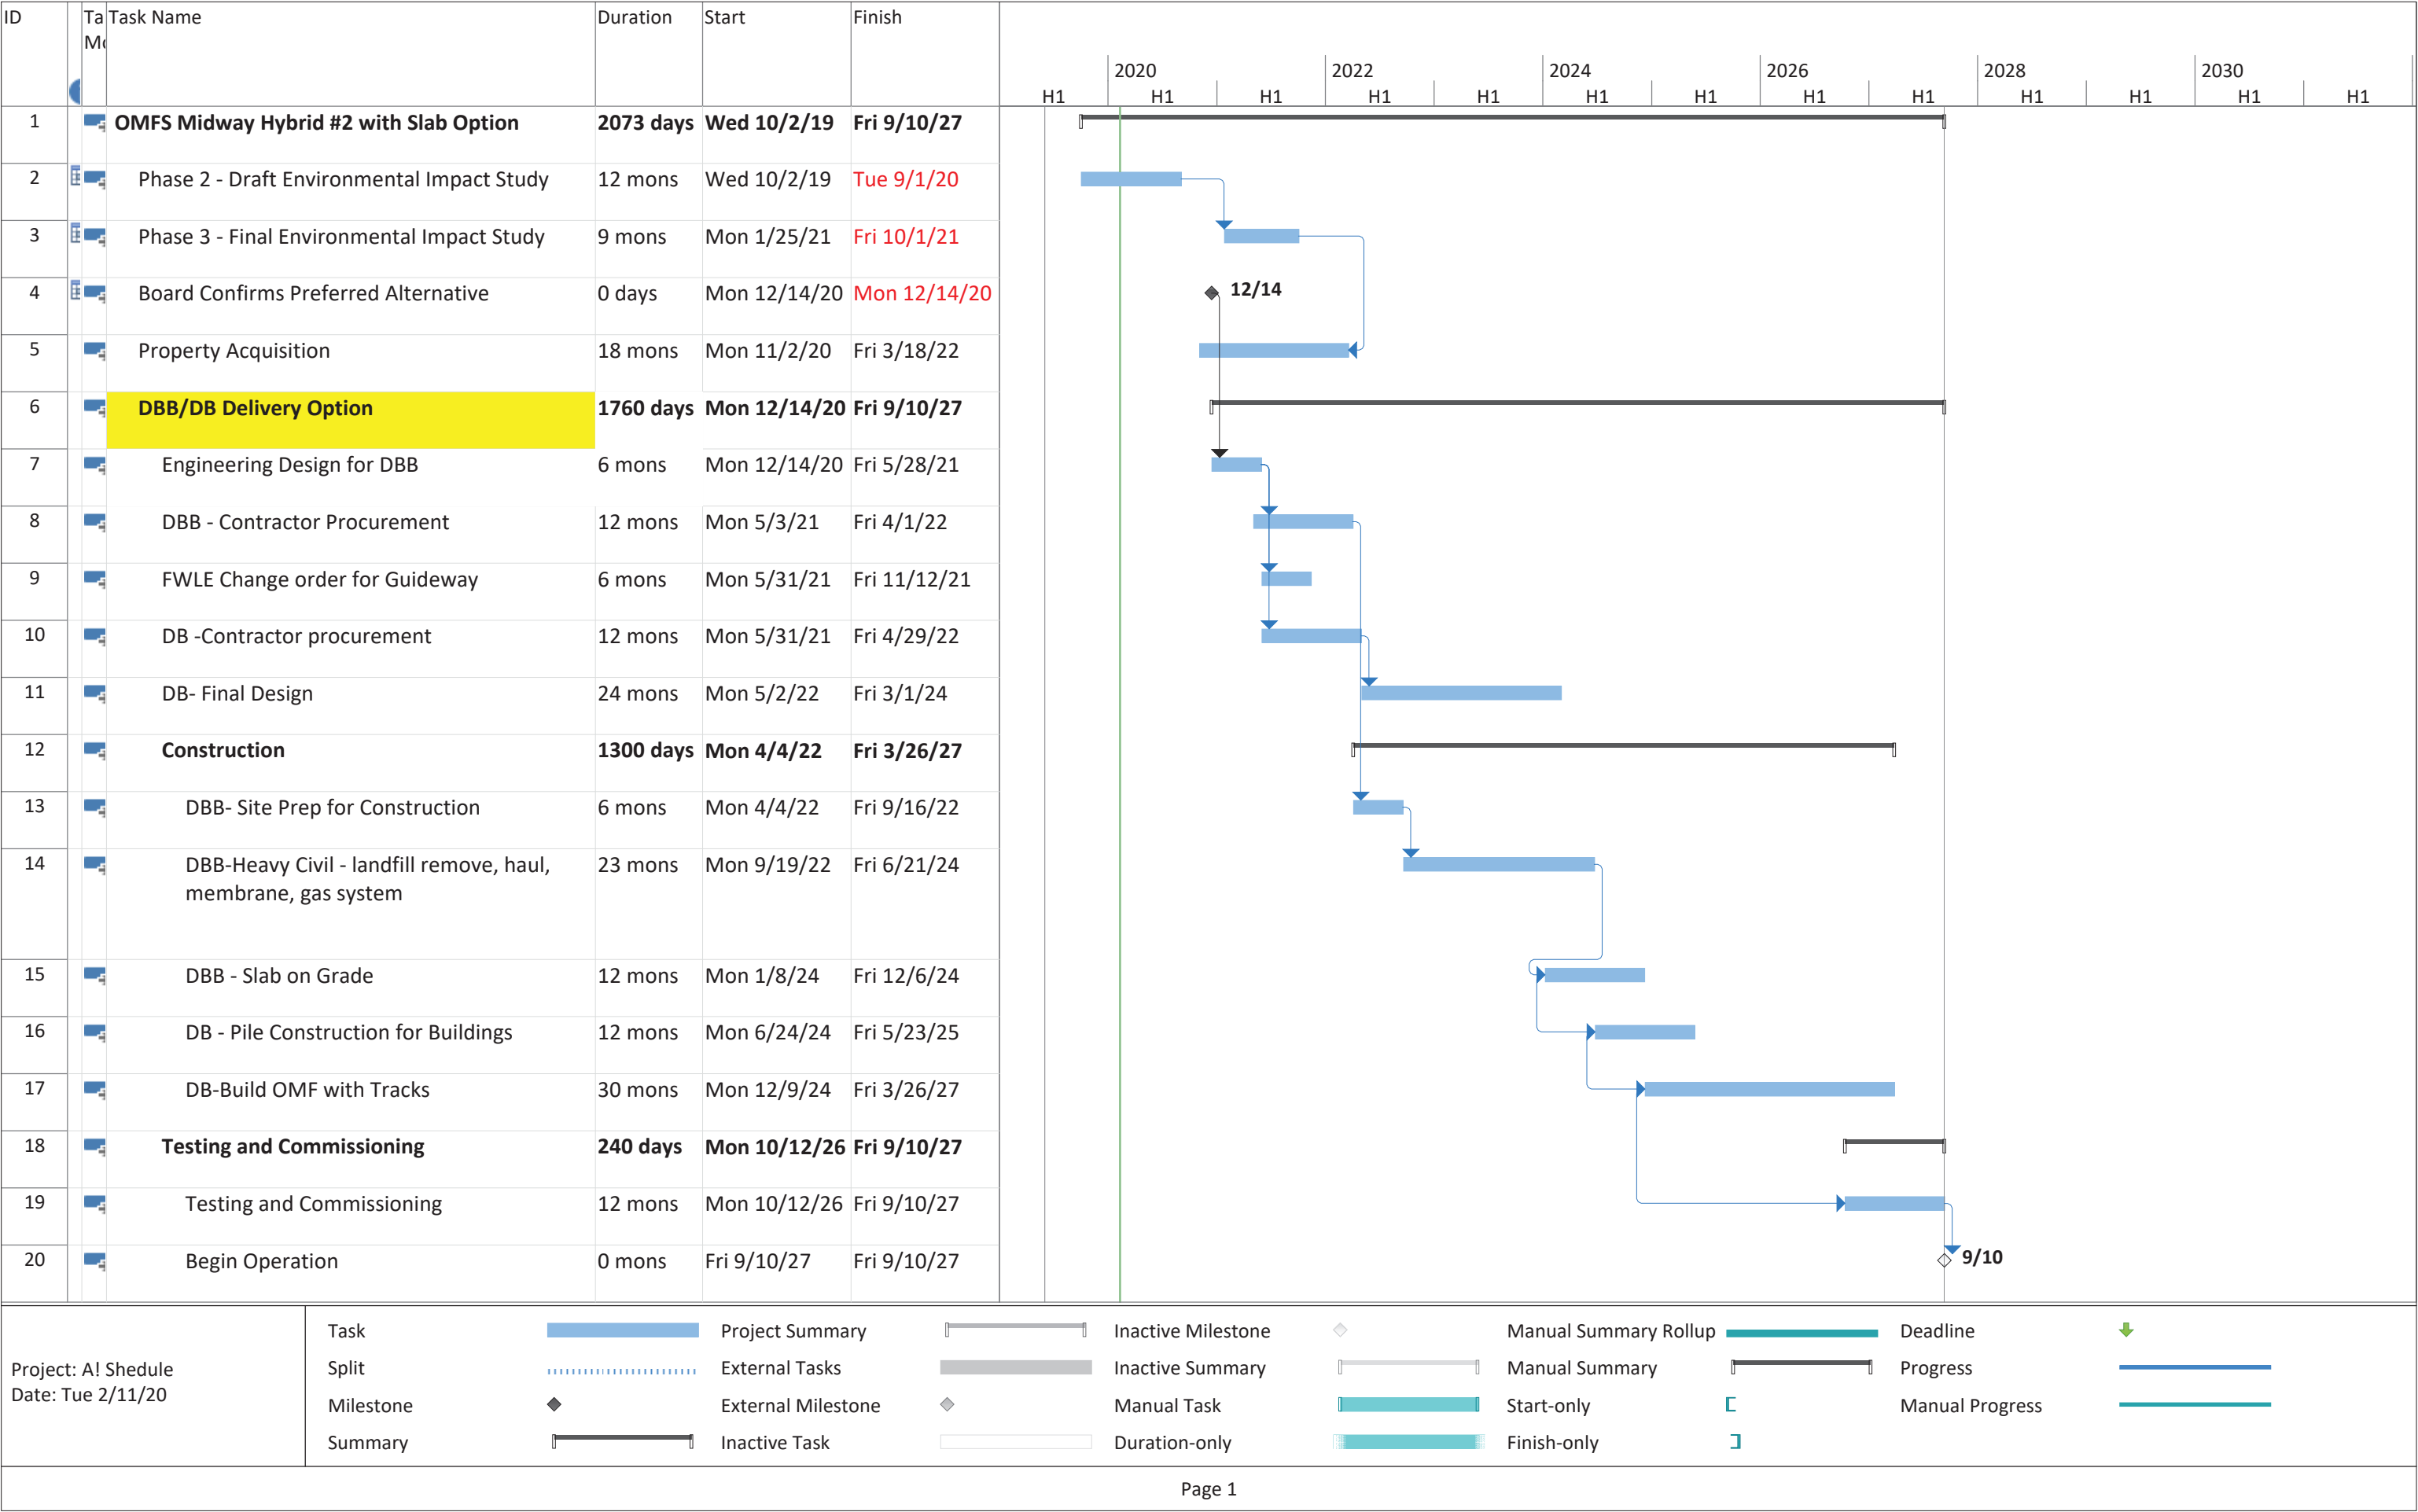 ID Ta Task Name Duration Start Finish
Mo
2020 2022 2024 2026 2028 2030
H1 H1 H1 H1 H1 H1 H1 H1 H1 H1 H1 H1 H1
1 OMFS Midway Hybrid #2 with Slab Option 2073 days Wed 10/2/19 Fri 9/10/27
2 Phase 2 - Draft Environmental Impact Study 12 mons Wed 10/2/19 Tue 9/1/20
3 Phase 3 - Final Environmental Impact Study 9 mons Mon 1/25/21 Fri 10/1/21
4 Board Confirms Preferred Alternative 0 days Mon 12/14/20 Mon 12/14/20 12/14
5 Property Acquisition 18 mons Mon 11/2/20 Fri 3/18/22
6 DBB/DB Delivery Option 1760 days Mon 12/14/20 Fri 9/10/27
7 Engineering Design for DBB 6 mons Mon 12/14/20 Fri 5/28/21
8 DBB - Contractor Procurement 12 mons Mon 5/3/21 Fri 4/1/22
9 FWLE Change order for Guideway 6 mons Mon 5/31/21 Fri 11/12/21
10 DB -Contractor procurement 12 mons Mon 5/31/21 Fri 4/29/22
11 DB- Final Design 24 mons Mon 5/2/22 Fri 3/1/24
12 Construction 1300 days Mon 4/4/22 Fri 3/26/27
13 DBB- Site Prep for Construction 6 mons Mon 4/4/22 Fri 9/16/22
14 DBB-Heavy Civil - landfill remove, haul, 23 mons Mon 9/19/22 Fri 6/21/24
membrane, gas system
15 DBB - Slab on Grade 12 mons Mon 1/8/24 Fri 12/6/24
16 DB - Pile Construction for Buildings 12 mons Mon 6/24/24 Fri 5/23/25
17 DB-Build OMF with Tracks 30 mons Mon 12/9/24 Fri 3/26/27
18 Testing and Commissioning 240 days Mon 10/12/26 Fri 9/10/27
19 Testing and Commissioning 12 mons Mon 10/12/26 Fri 9/10/27
20 Begin Operation 0 mons Fri 9/10/27 Fri 9/10/27 9/10
Project: A! Shedule
Date: Tue 2/11/20
Task Project Summary Inactive Milestone Manual Summary Rollup Deadline
Split External Tasks Inactive Summary Manual Summary Progress
Milestone External Milestone Manual Task Start-only Manual Progress
Summary Inactive Task Duration-only Finish-only
Page 1